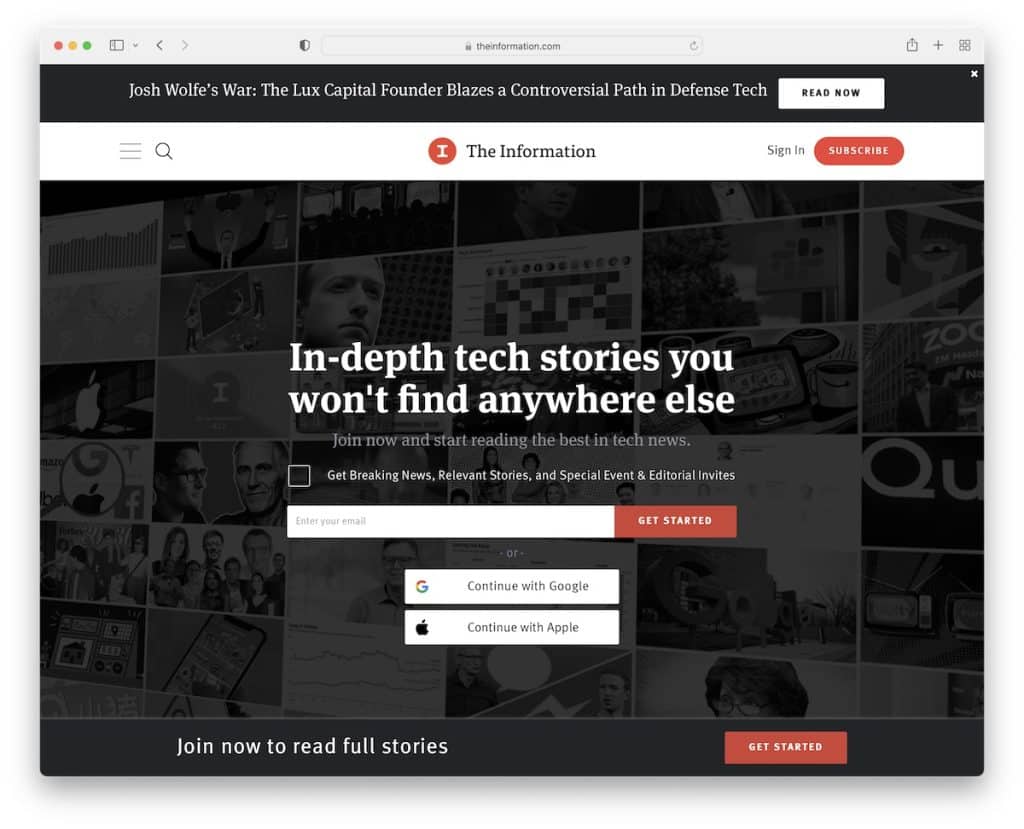 theinformation.com
Josh Wolfe's War: The Lux Capital Founder Blazes a Controversial Path in Defense Tech
READ NOW
The Information
Sign In
SUBSCRIBE
In-depth tech stories you
won't find anywhere else
Join now and start reading the best in tech news.
Get Breaking News, Relevant Stories, and Special Event & Editorial Invites
Enter your email
GET STARTED
- or -
Continue with Google
Continue with Apple
Join now to read full stories
GET STARTED